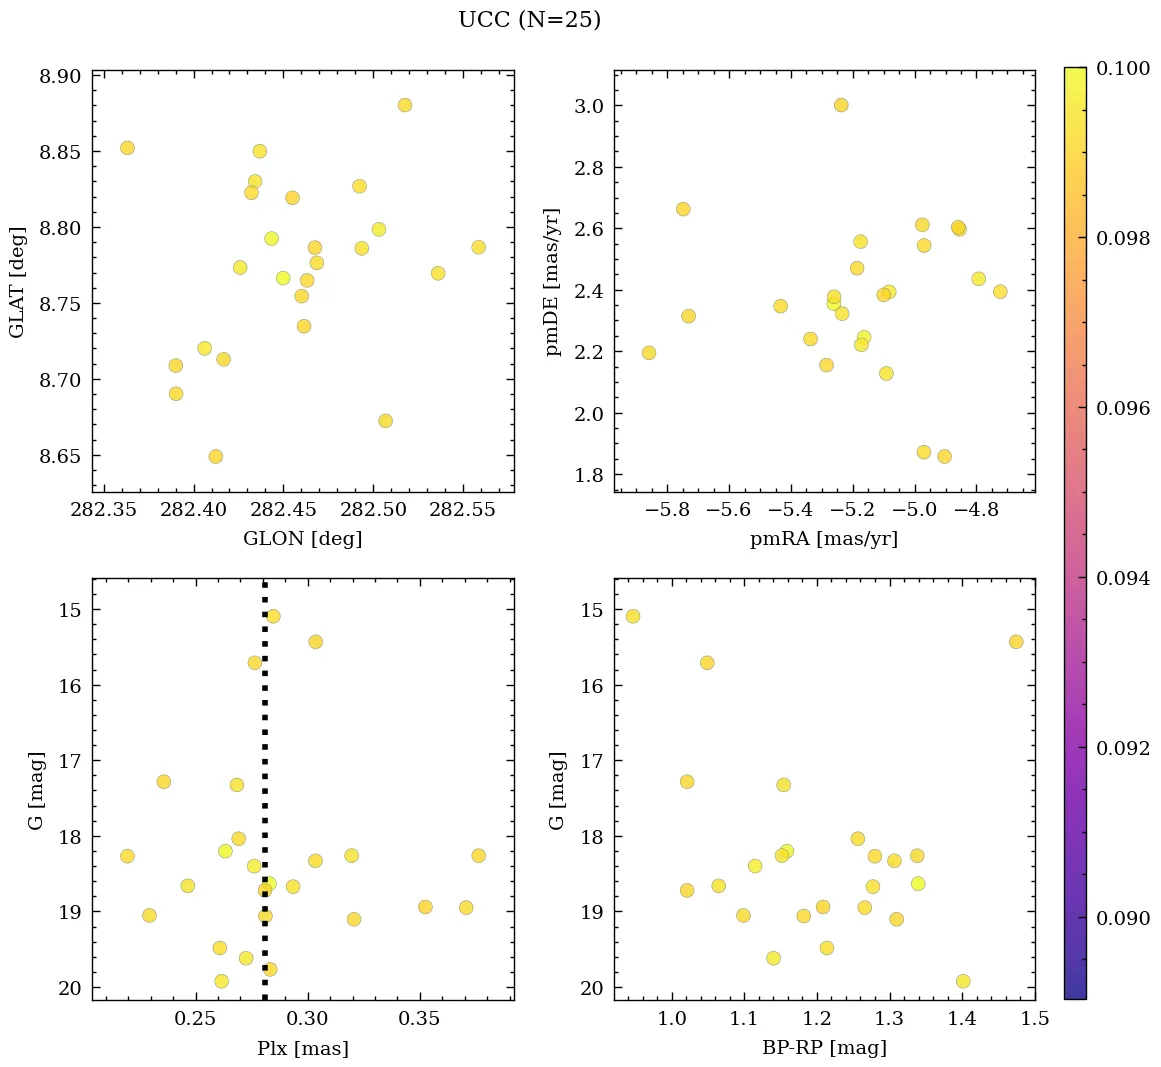 UCC (N=25)
8.90
8.85
8.80
8.75
8.70
8.65
GLAT [deg]
282.35 282.40 282.45 282.50 282.55
GLON [deg]
3.0
2.8
2.6
2.4
2.2
2.0
1.8
pmDE [mas/yr]
−5.8 −5.6 −5.4 −5.2 −5.0 −4.8
pmRA [mas/yr]
15
16
17
18
19
20
G [mag]
0.25 0.30 0.35
Plx [mas]
15
16
17
18
19
20
G [mag]
1.0 1.1 1.2 1.3 1.4 1.5
BP-RP [mag]
0.100
0.098
0.096
0.094
0.092
0.090